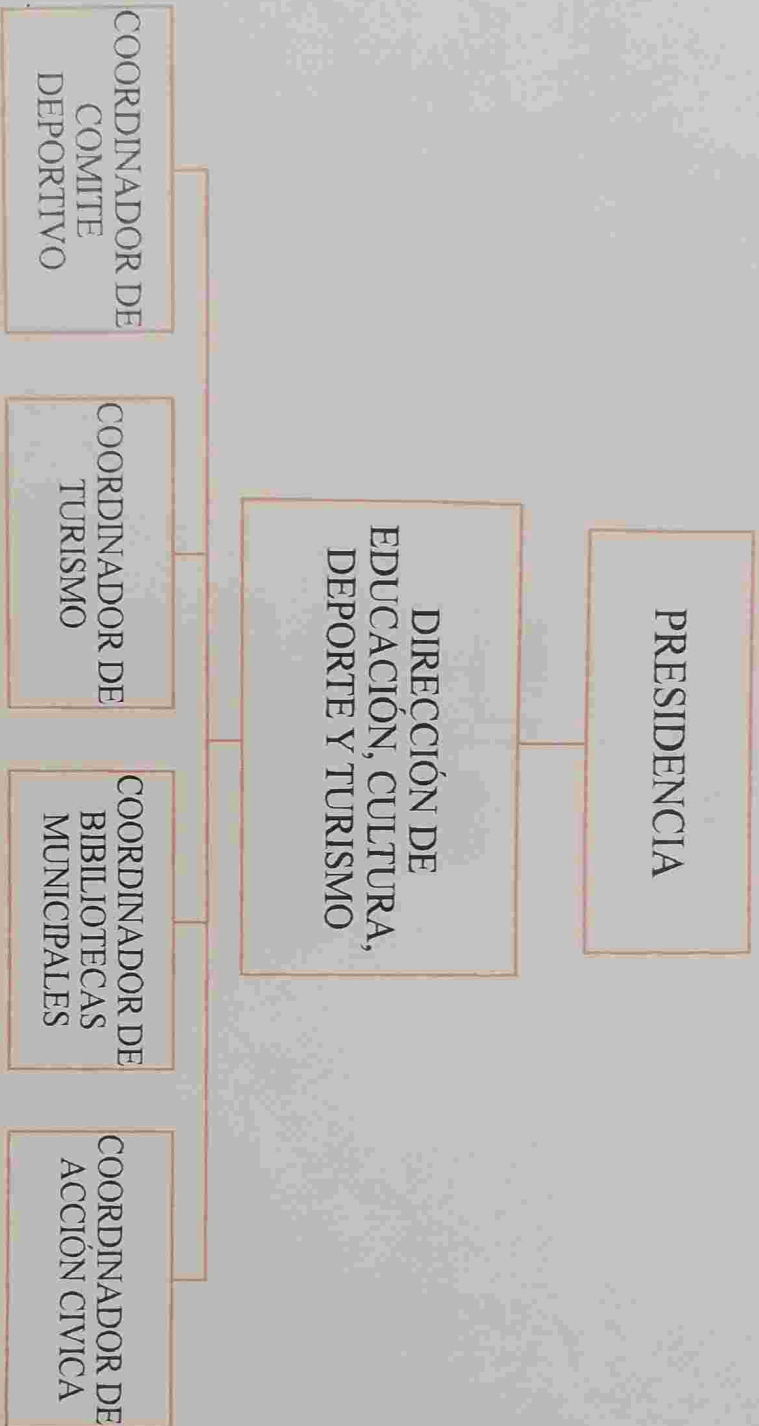 PRESIDENCIA
DIRECCIÓN DE
EDUCACIÓN, CULTURA,
DEPORTE Y TURISMO
COORDINADOR DE
COMITE
DEPORTIVO
COORDINADOR DE
TURISMO
COORDINADOR DE
BIBILIOTECAS
MUNICIPALES
COORDINADOR DE
ACCIÓN CIVICA